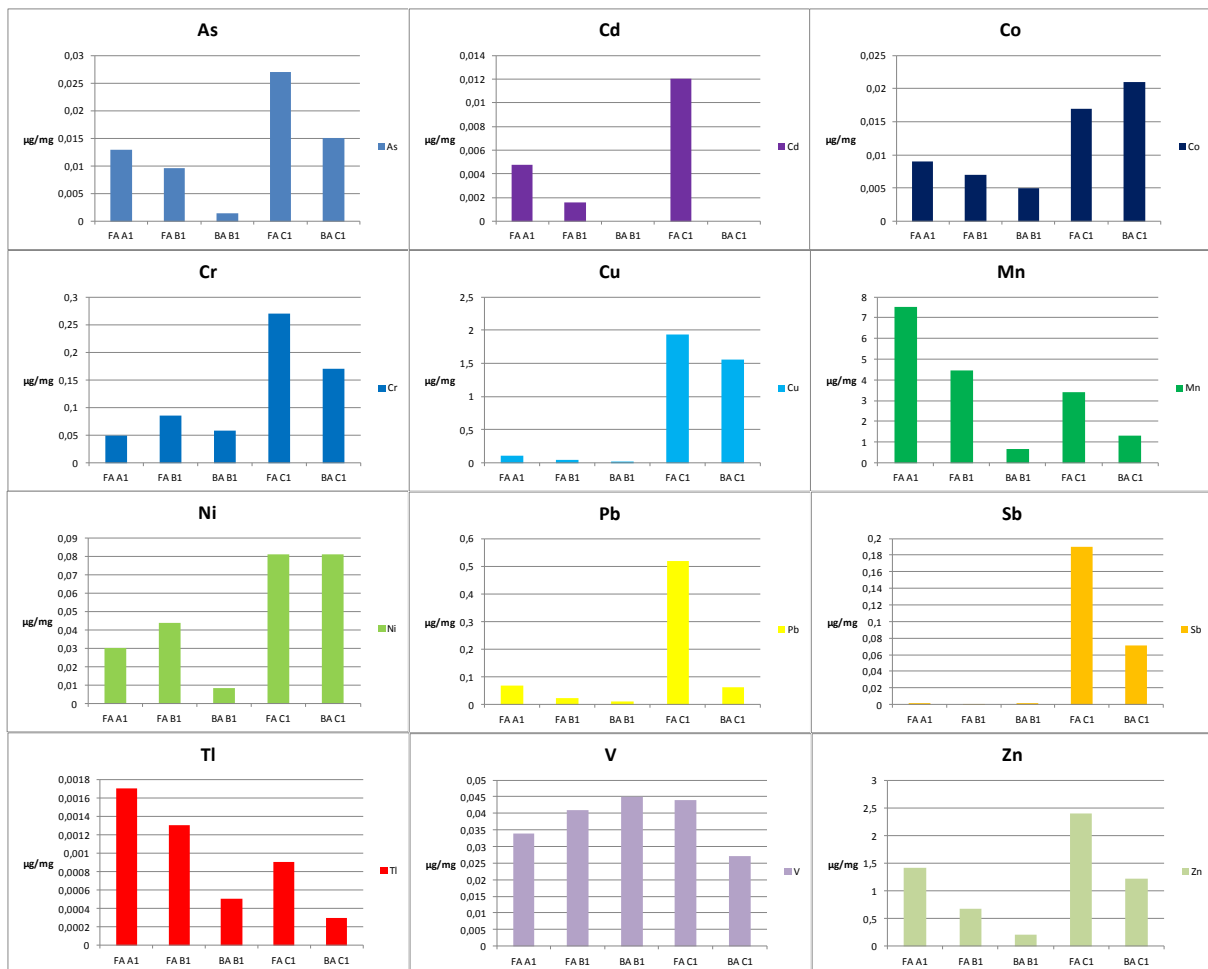 As
0,03
0,025
0,02
µg/mg
0,015
0,01
0,005
0
As
FA A1 FA B1 BA B1 FA C1 BA C1
Cd
0,014
0,012
0,01
0,008
µg/mg
0,006
0,004
0,002
0
Cd
FA A1 FA B1 BA B1 FA C1 BA C1
Co
0,025
0,02
0,015
µg/mg
0,01
0,005
0
Co
FA A1 FA B1 BA B1 FA C1 BA C1
Cr
0,3
0,25
0,2
µg/mg
0,15
0,1
0,05
0
Cr
FA A1 FA B1 BA B1 FA C1 BA C1
Cu
2,5
2
1,5
µg/mg
1
0,5
0
Cu
FA A1 FA B1 BA B1 FA C1 BA C1
Mn
8
7
6
5
µg/mg
4
3
2
1
0
Mn
FA A1 FA B1 BA B1 FA C1 BA C1
Ni
0,09
0,08
0,07
0,06
0,05
µg/mg
0,04
0,03
0,02
0,01
0
Ni
FA A1 FA B1 BA B1 FA C1 BA C1
Pb
0,6
0,5
0,4
µg/mg
0,3
0,2
0,1
0
Pb
FA A1 FA B1 BA B1 FA C1 BA C1
Sb
0,2
0,18
0,16
0,14
0,12
0,1
µg/mg
0,08
0,06
0,04
0,02
0
Sb
FA A1 FA B1 BA B1 FA C1 BA C1
Tl
0,0018
0,0016
0,0014
0,0012
0,001
µg/mg
0,0008
0,0006
0,0004
0,0002
0
Tl
FA A1 FA B1 BA B1 FA C1 BA C1
V
0,05
0,045
0,04
0,035
0,03
0,025
µg/mg
0,02
0,015
0,01
0,005
0
V
FA A1 FA B1 BA B1 FA C1 BA C1
Zn
3
2,5
2
µg/mg
1,5
1
0,5
0
Zn
FA A1 FA B1 BA B1 FA C1 BA C1